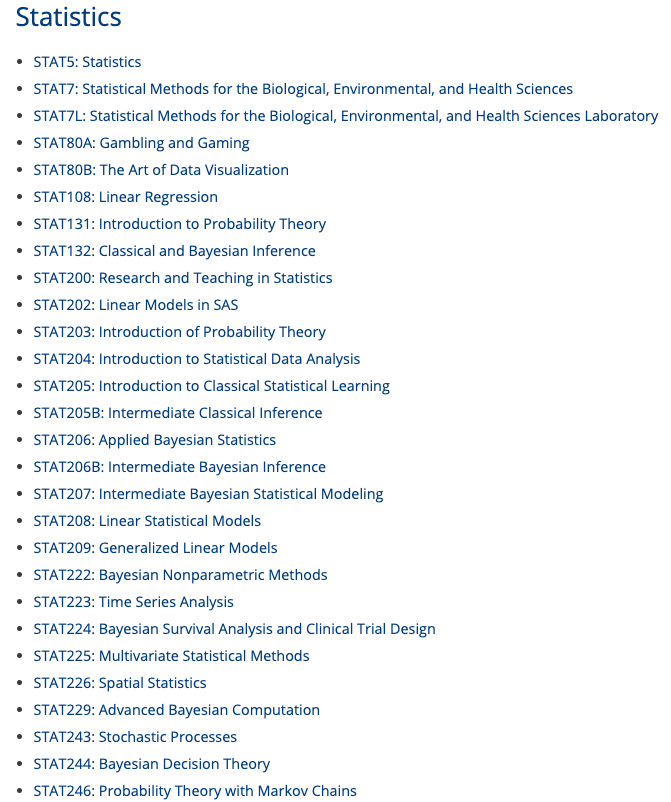 Statistics
STAT5: Statistics
STAT7: Statistical Methods for the Biological, Environmental, and Health Sciences
STAT7L: Statistical Methods for the Biological, Environmental, and Health Sciences Laboratory
STAT80A: Gambling and Gaming
STAT80B: The Art of Data Visualization
STAT108: Linear Regression
STAT131: Introduction to Probability Theory
STAT132: Classical and Bayesian Inference
STAT200: Research and Teaching in Statistics
STAT202: Linear Models in SAS
STAT203: Introduction of Probability Theory
STAT204: Introduction to Statistical Data Analysis
STAT205: Introduction to Classical Statistical Learning
STAT205B: Intermediate Classical Inference
STAT206: Applied Bayesian Statistics
STAT206B: Intermediate Bayesian Inference
STAT207: Intermediate Bayesian Statistical Modeling
STAT208: Linear Statistical Models
STAT209: Generalized Linear Models
STAT222: Bayesian Nonparametric Methods
STAT223: Time Series Analysis
STAT224: Bayesian Survival Analysis and Clinical Trial Design
STAT225: Multivariate Statistical Methods
STAT226: Spatial Statistics
STAT229: Advanced Bayesian Computation
STAT243: Stochastic Processes
STAT244: Bayesian Decision Theory
STAT246: Probability Theory with Markov Chains